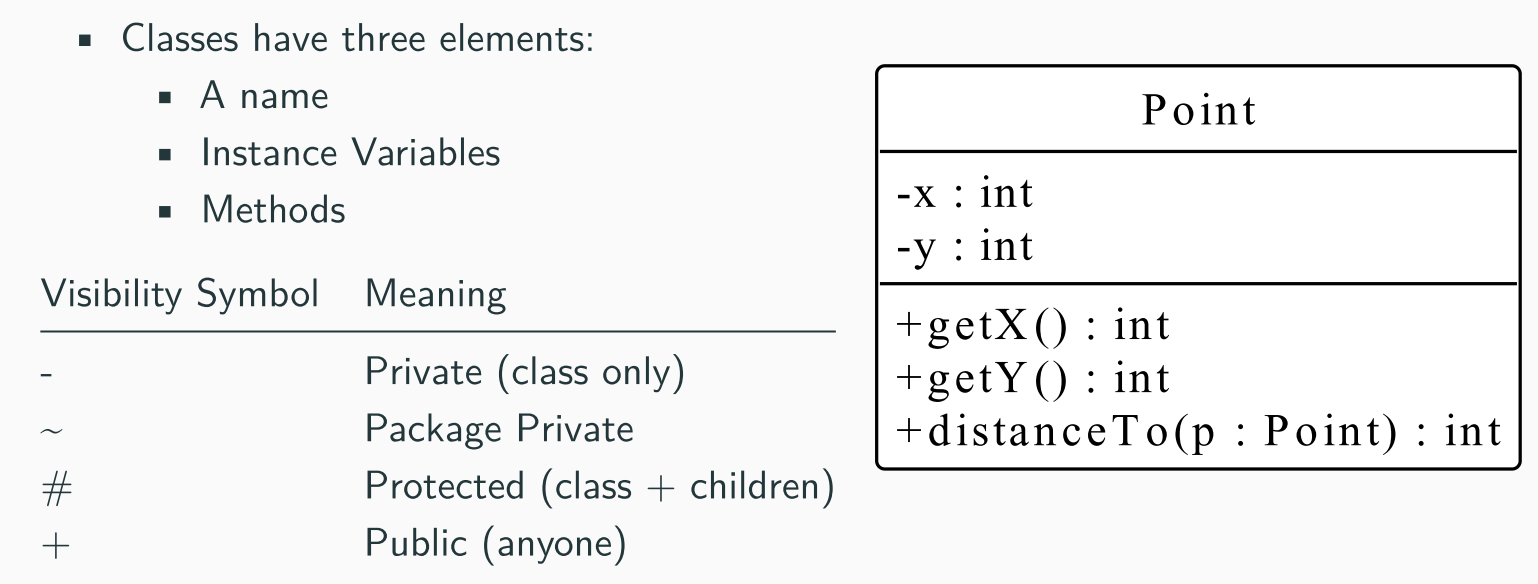 ▪ Classes have three elements:
▪ A name
▪ Instance Variables
▪ Methods
Visibility Symbol Meaning
- Private (class only)
~ Package Private
# Protected (class + children)
+ Public (anyone)
Point
-x : int
-y : int
+getX() : int
+getY() : int
+distanceTo(p : Point) : int